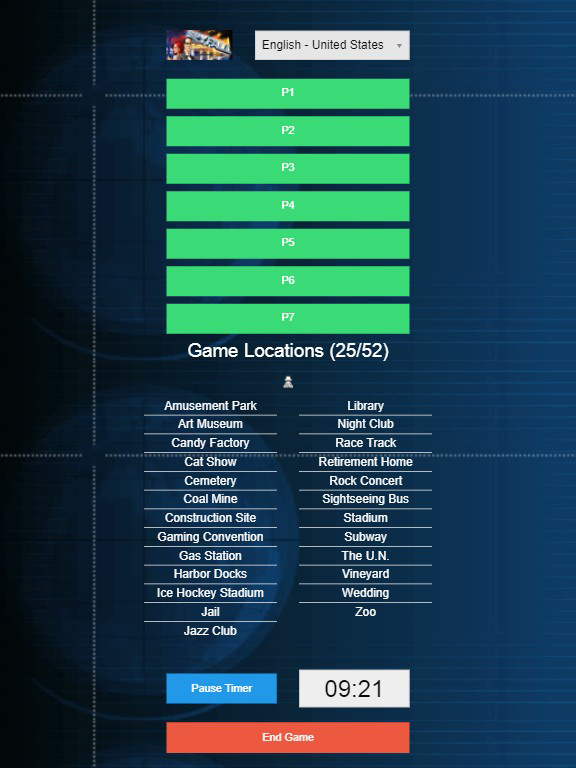 SPYFALL
English - United States
P1
P2
P3
P4
P5
P6
P7
Game Locations (25/52)
Amusement Park
Art Museum
Candy Factory
Cat Show
Cemetery
Coal Mine
Construction Site
Gaming Convention
Gas Station
Harbor Docks
Ice Hockey Stadium
Jail
Jazz Club
Library
Night Club
Race Track
Retirement Home
Rock Concert
Sightseeing Bus
Stadium
Subway
The U.N.
Vineyard
Wedding
Zoo
Pause Timer
09:21
End Game